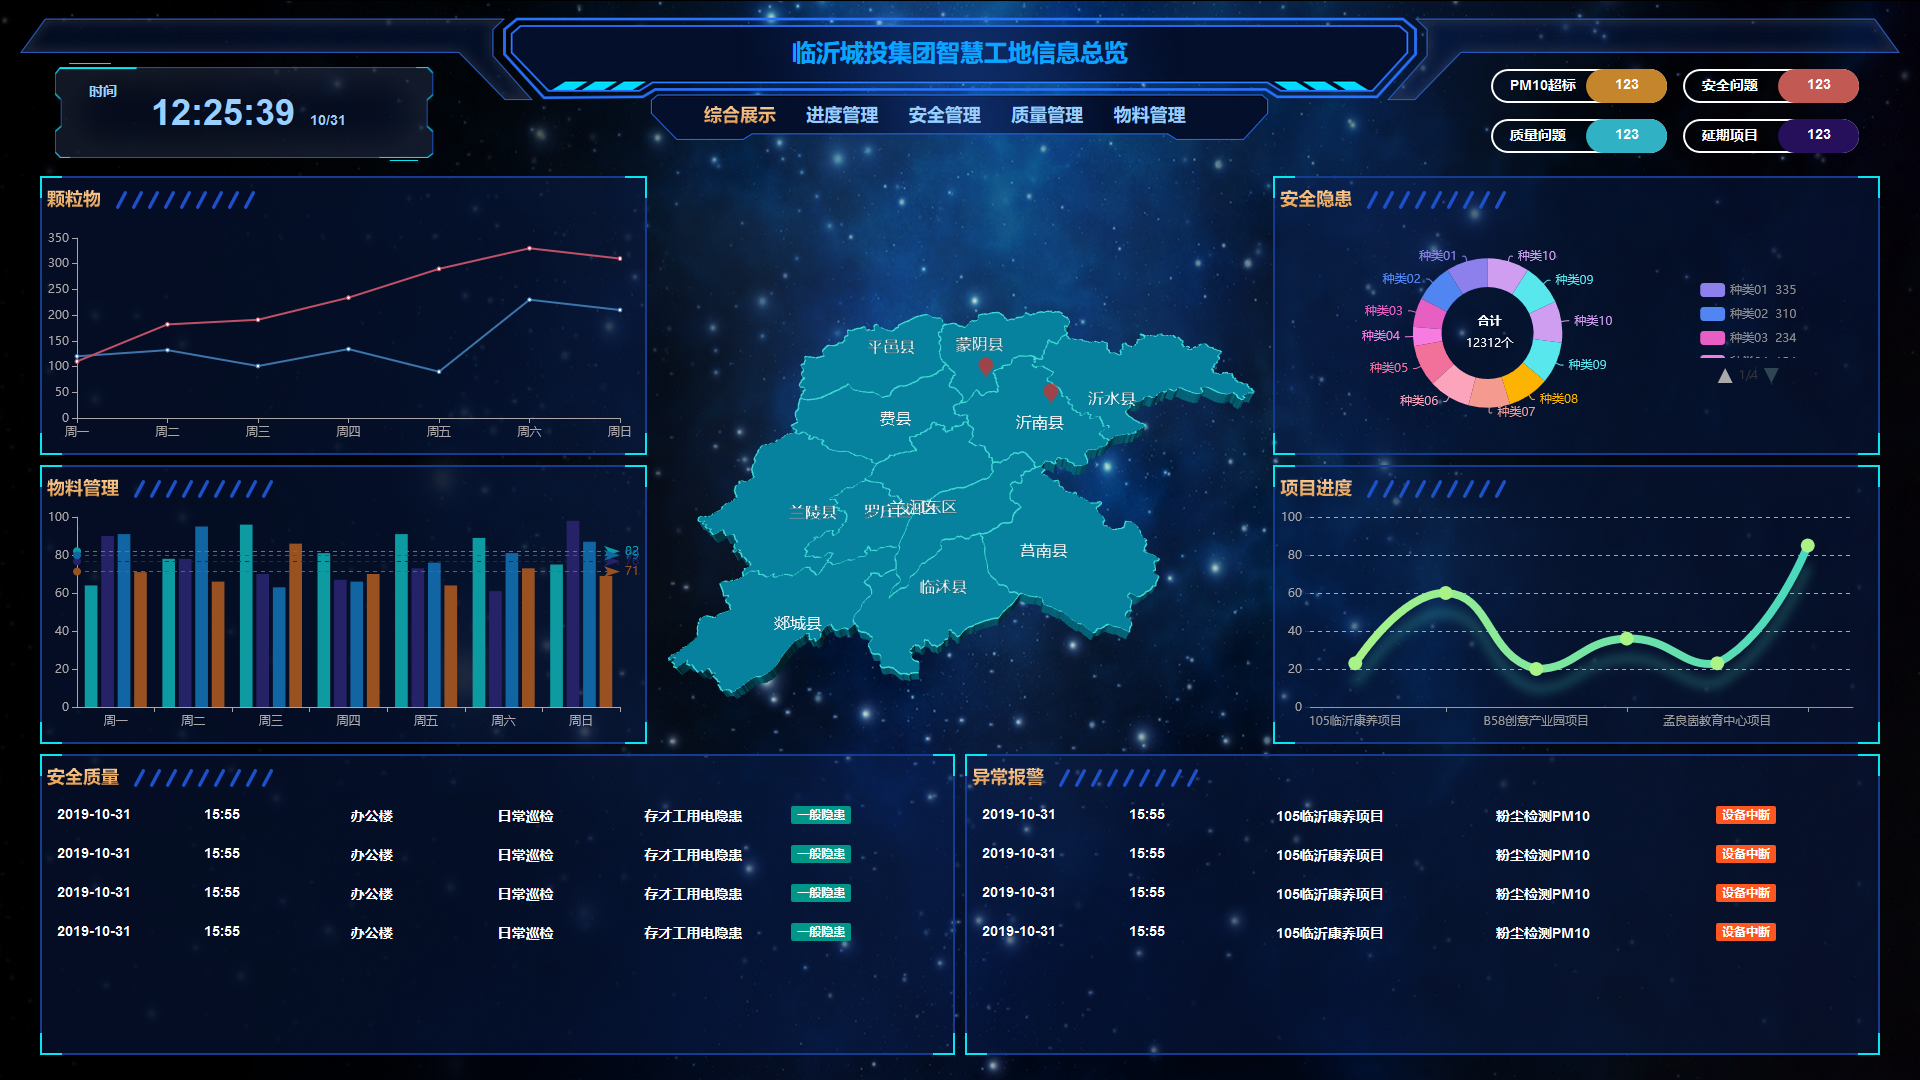 临沂城投集团智慧工地信息总览
时间
12:25:39 10/31
综合展示 进度管理 安全管理 质量管理 物料管理
PM10超标 123 安全问题 123
质量问题 123 延期项目 123
颗粒物
350
300
250
200
150
100
50
0
周一 周二 周三 周四 周五 周六 周日
物料管理
100
80
60
40
20
0
82
71
周一 周二 周三 周四 周五 周六 周日
平邑县
蒙阴县
沂水县
费县
沂南县
兰陵县
莒南县
临沭县
郯城县
安全隐患
种类01
种类10
种类02
种类09
种类03
种类10
种类04
种类05
种类09
种类06
种类08
种类07
合计
12312个
种类01 335
种类02 310
种类03 234
1/4
项目进度
100
80
60
40
20
0
105临沂康养项目 B58创意产业园项目 孟良崮教育中心项目
安全质量
2019-10-31 15:55 办公楼 日常巡检 存才工用电隐患 一般隐患
2019-10-31 15:55 办公楼 日常巡检 存才工用电隐患 一般隐患
2019-10-31 15:55 办公楼 日常巡检 存才工用电隐患 一般隐患
2019-10-31 15:55 办公楼 日常巡检 存才工用电隐患 一般隐患
异常报警
2019-10-31 15:55 105临沂康养项目 粉尘检测PM10 设备中断
2019-10-31 15:55 105临沂康养项目 粉尘检测PM10 设备中断
2019-10-31 15:55 105临沂康养项目 粉尘检测PM10 设备中断
2019-10-31 15:55 105临沂康养项目 粉尘检测PM10 设备中断